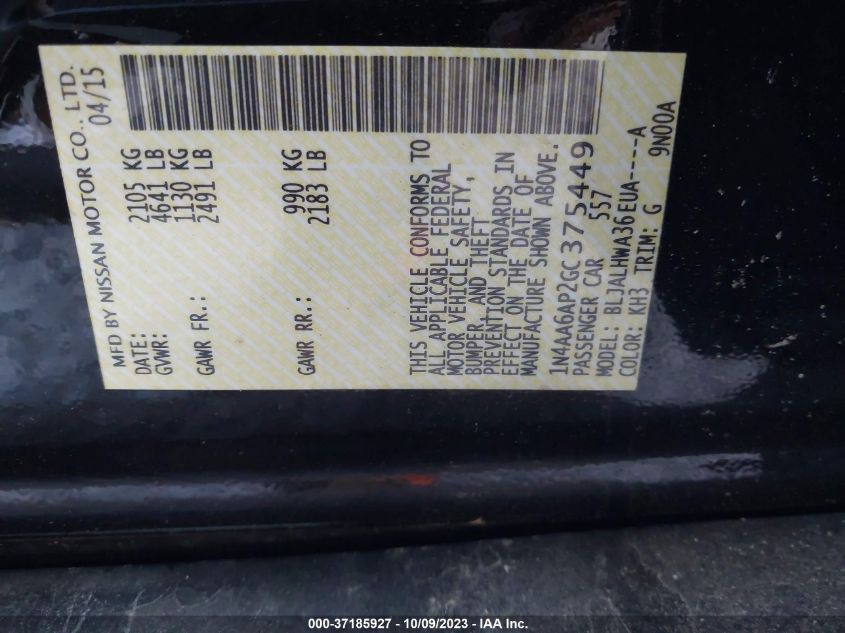 MFD BY NISSAN MOTOR CO., LTD.
DATE: 04/15
GVWR: 2105 KG
4641 LB
GAWR FR.: 1130 KG
2491 LB
GAWR RR.: 990 KG
2183 LB
THIS VEHICLE CONFORMS TO
ALL APPLICABLE FEDERAL
MOTOR VEHICLE SAFETY,
BUMPER, AND THEFT
PREVENTION STANDARDS IN
EFFECT ON THE DATE OF
MANUFACTURE SHOWN ABOVE.
1N4AA6AP2GC375449
PASSENGER CAR 557
MODEL: BLJALHWA36EUA----A
COLOR: KH3 TRIM: G 9N00A
000-37185927 - 10/09/2023 - IAA Inc.